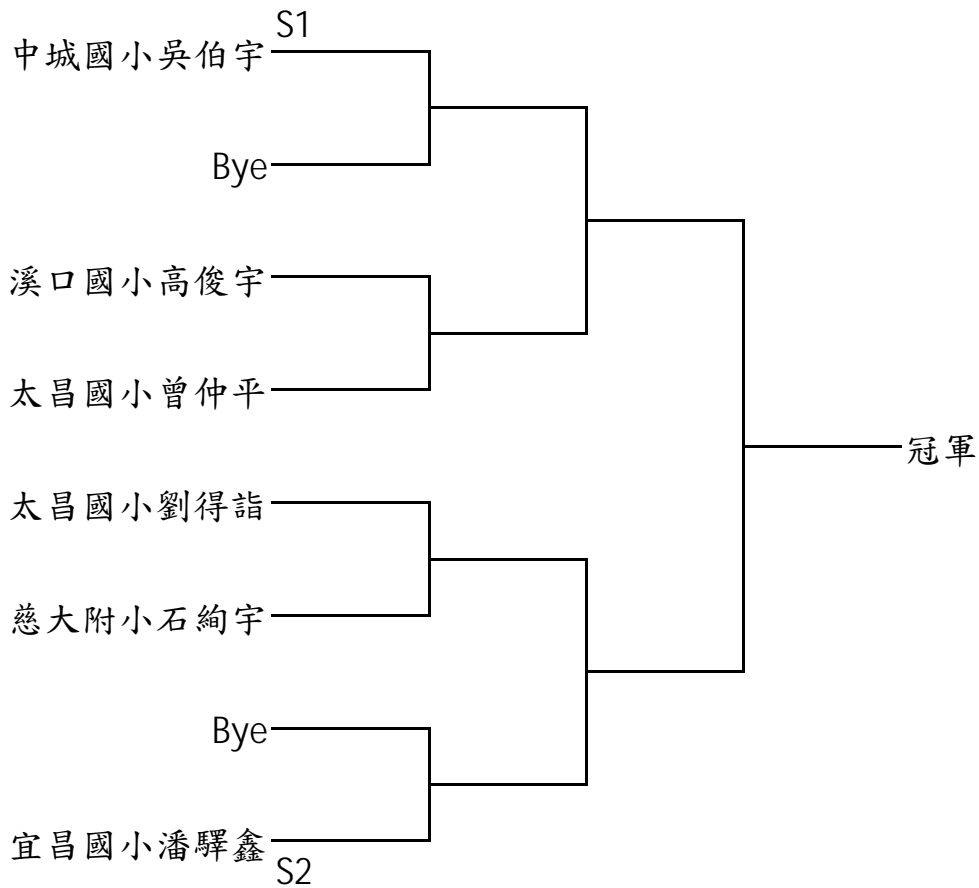 S1
中城國小吳伯宇
Bye
溪口國小高俊宇
太昌國小曾仲平
冠軍
太昌國小劉得詣
慈大附小石絢宇
Bye
宜昌國小潘驛鑫
S2